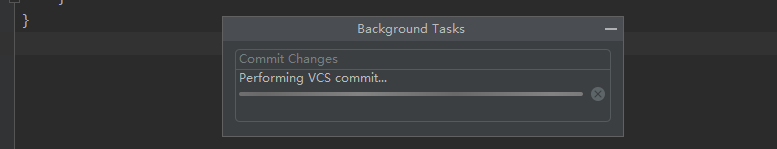 }
Background Tasks
Commit Changes
Performing VCS commit...